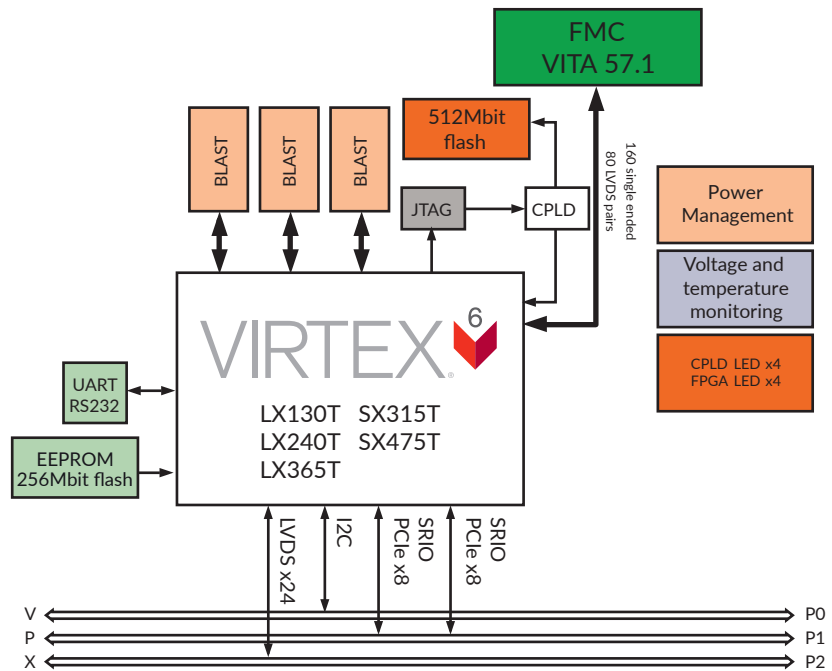 FMC
VITA 57.1
512Mbit
flash
BLAST
BLAST
BLAST
160 single ended
80 LVDS pairs
JTAG
CPLD
Power
Management
Voltage and
temperature
monitoring
CPLD LED x4
FPGA LED x4
VIRTEX®
6
UART
RS232
LX130T SX315T
LX240T SX475T
LX365T
EEPROM
256Mbit flash
LVDS x24
I2C
SRIO
PCIe x8
SRIO
PCIe x8
V P0
P P1
X P2